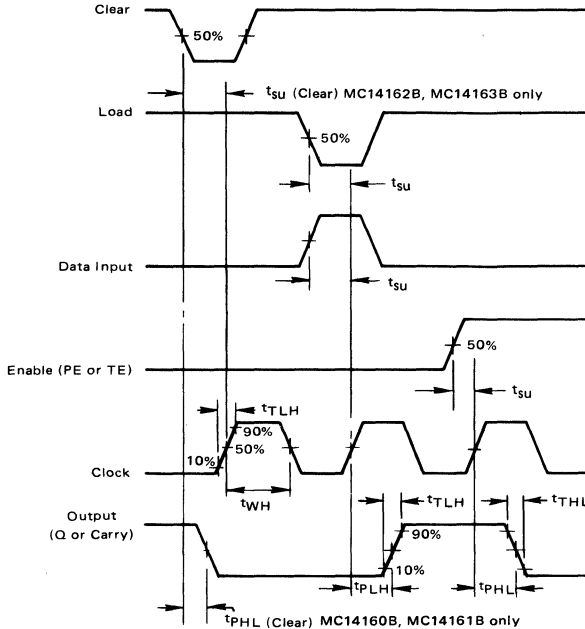 Clear
50%
tsu (Clear) MC14162B, MC14163B only
Load
50%
tsu
Data Input
tsu
50%
Enable (PE or TE)
tsu
tTLH
90%
50%
10%
Clock
tWH
tTLH
tTHL
Output
(Q or Carry)
90%
10%
tPLH
tPHL
tPHL (Clear) MC14160B, MC14161B only